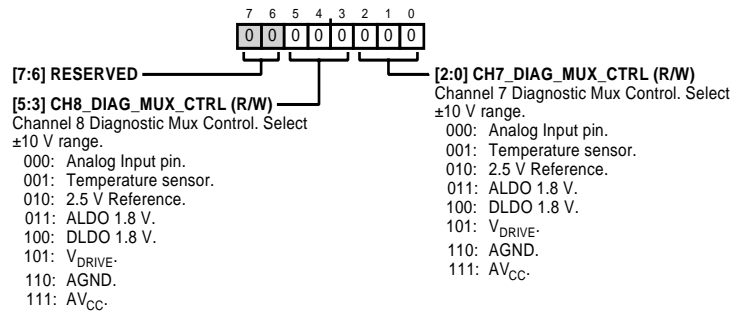 7 6 5 4 3 2 1 0
0 0 0 0 0 0 0 0
[7:6] RESERVED
[5:3] CH8_DIAG_MUX_CTRL (R/W)
Channel 8 Diagnostic Mux Control. Select
±10 V range.
000: Analog Input pin.
001: Temperature sensor.
010: 2.5 V Reference.
011: ALDO 1.8 V.
100: DLDO 1.8 V.
101: VDRIVE.
110: AGND.
111: AVCC.
[2:0] CH7_DIAG_MUX_CTRL (R/W)
Channel 7 Diagnostic Mux Control. Select
±10 V range.
000: Analog Input pin.
001: Temperature sensor.
010: 2.5 V Reference.
011: ALDO 1.8 V.
100: DLDO 1.8 V.
101: VDRIVE.
110: AGND.
111: AVCC.